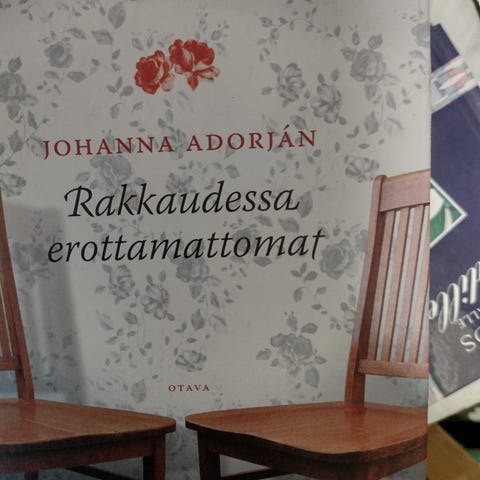 JOHANNA ADORJÁN
Rakkaudessa
erottamattomat
OTAVA